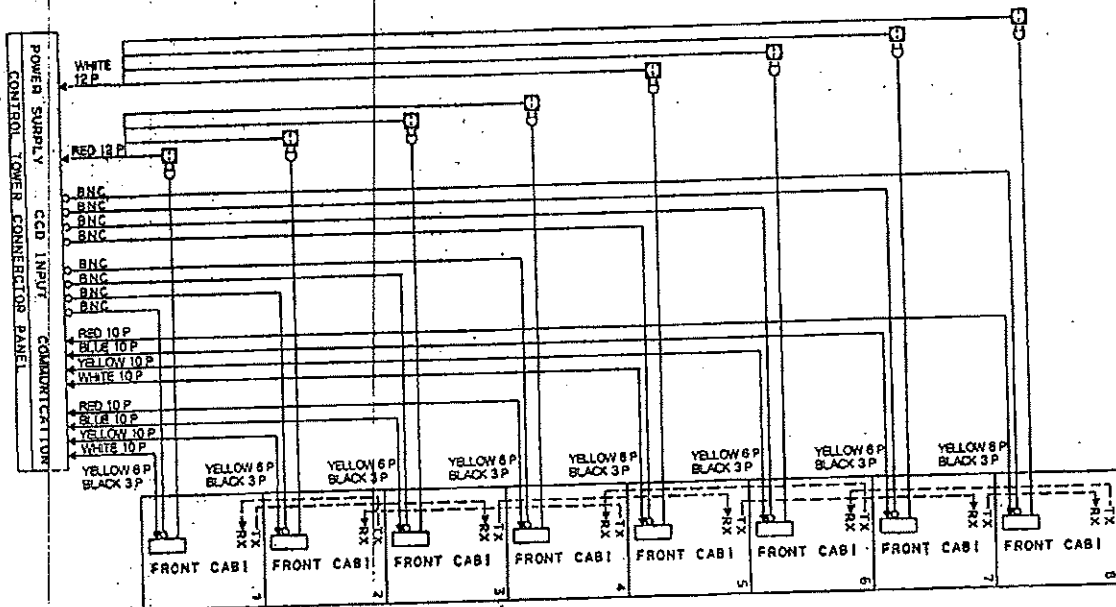 WHITE
12 P
RED 12 P
BNC
BNC
BNC
BNC
BNC
BNC
BNC
BNC
RED 10 P
BLUE 10 P
YELLOW 10 P
WHITE 10 P
RED 10 P
BLUE 10 P
YELLOW 10 P
WHITE 10 P
POWER SUPPLY CCD INPUT COMMUNICATION
CONTROL TOWER CONNERCTOR PANEL
YELLOW 6 P
BLACK 3 P
YELLOW 6 P
BLACK 3 P
YELLOW 6 P
BLACK 3 P
YELLOW 6 P
BLACK 3 P
YELLOW 6 P
BLACK 3 P
YELLOW 6 P
BLACK 3 P
YELLOW 6 P
BLACK 3 P
YELLOW 6 P
BLACK 3 P
RX TX
RX TX
RX TX
RX TX
RX TX
RX TX
RX TX
RX TX
FRONT CABI 1
FRONT CABI 2
FRONT CABI 3
FRONT CABI 4
FRONT CABI 5
FRONT CABI 6
FRONT CABI 7
FRONT CABI 8